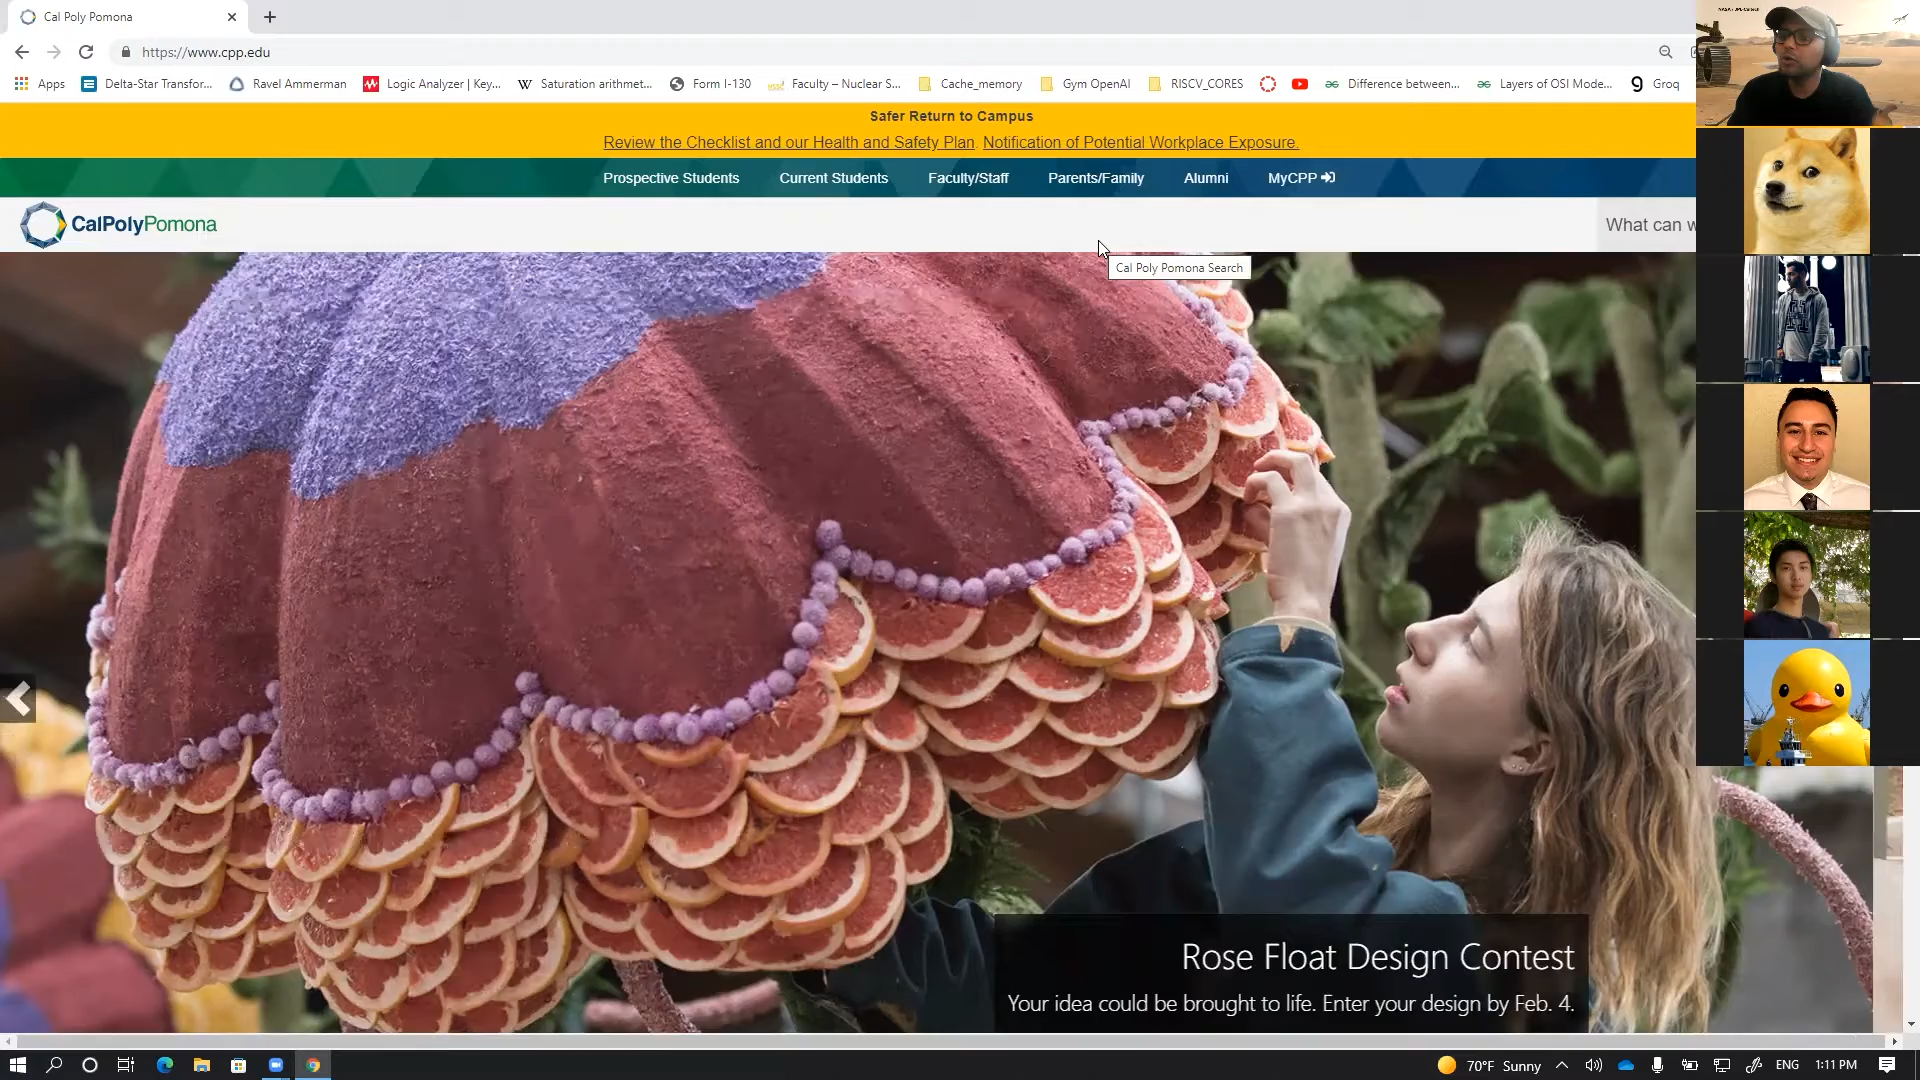 Cal Poly Pomona
https://www.cpp.edu
Apps
Delta-Star Transfor...
Ravel Ammerman
Logic Analyzer | Key...
W
Saturation arithmet...
Form I-130
Faculty – Nuclear S...
Cache_memory
Gym OpenAI
RISCV_CORES
Difference between...
Layers of OSI Mode...
Groq
NASA / JPL-Caltech
Safer Return to Campus
Review the Checklist and our Health and Safety Plan. Notification of Potential Workplace Exposure.
Prospective Students
Current Students
Faculty/Staff
Parents/Family
Alumni
MyCPP
CalPolyPomona
What can w
Cal Poly Pomona Search
H
Rose Float Design Contest
Your idea could be brought to life. Enter your design by Feb. 4.
70°F Sunny
ENG
1:11 PM